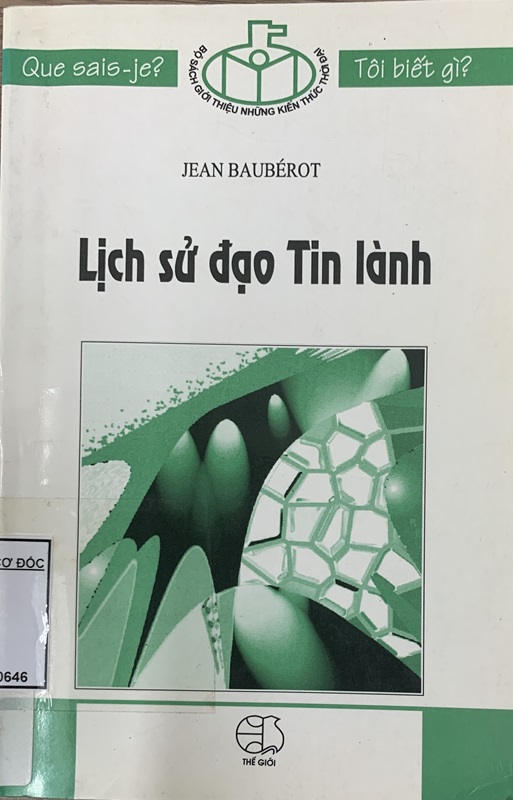 Que sais-je?
BỘ SÁCH GIỚI THIỆU NHỮNG KIẾN THỨC THỜI ĐẠI
Tôi biết gì?
JEAN BAUBÉROT
Lịch sử đạo Tin lành
CƠ ĐỐC
0646
THẾ GIỚI